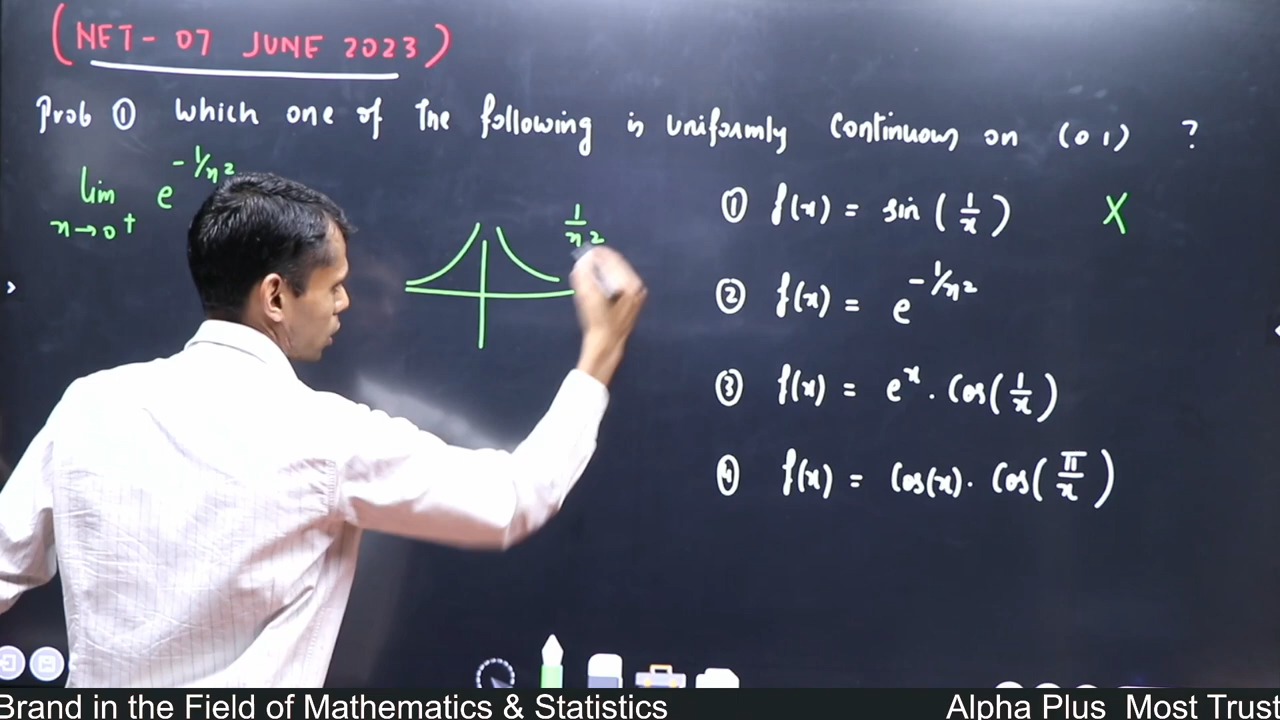 (NET - 07 JUNE 2023)
Prob ① Which one of the following is uniformly continuous on (0 1) ?
lim x→0⁺ e^{-1/x²}
1/x²
① f(x) = sin (1/x) X
② f(x) = e^{-1/x²}
③ f(x) = e^x . Cos(1/x)
④ f(x) = Cos(x). Cos(π/x)
Brand in the Field of Mathematics & Statistics
Alpha Plus Most Trust